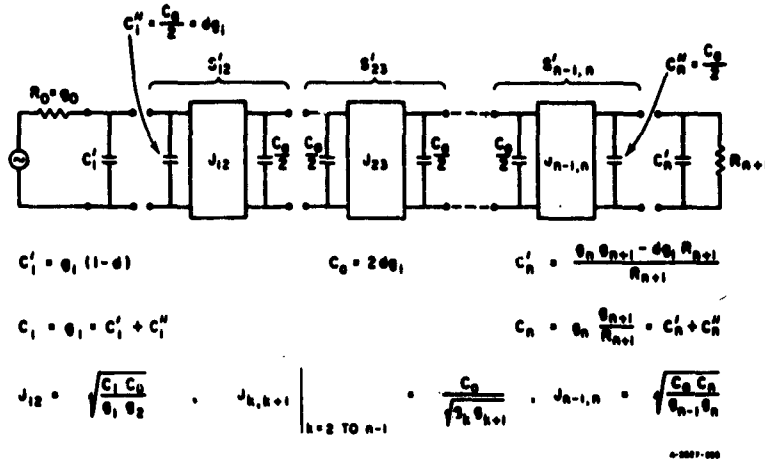 C₁'' = C_a/2 = dg₁
S'₁₂ S'₂₃ S'ₙ₋₁,ₙ Cₙ'' = C_a/2
R₀ = g₀
C₁' J₁₂ C_a/2 C_a/2 J₂₃ C_a/2 C_a/2 Jₙ₋₁,ₙ Cₙ' Rₙ₊₁
C₁' = g₁ (1-d) C_a = 2dg₁ Cₙ' = (gₙ gₙ₊₁ - dg₁ Rₙ₊₁)/Rₙ₊₁
C₁ = g₁ = C₁' + C₁'' Cₙ = gₙ gₙ₊₁/Rₙ₊₁ = Cₙ' + Cₙ''
J₁₂ = √(C₁ C_a/g₁ g₂) , J_k,k+1 |k=2 TO n-1 = C_a/√(g_k g_k+1) , Jₙ₋₁,ₙ = √(C_a Cₙ/gₙ₋₁ gₙ)